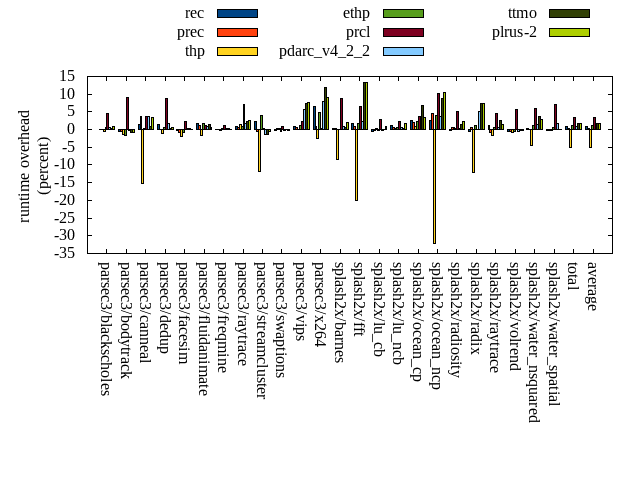 rec ethp ttmo
prec prcl plrus-2
thp pdarc_v4_2_2
runtime overhead
(percent)
15
10
5
0
-5
-10
-15
-20
-25
-30
-35
parsec3/blackscholes
parsec3/bodytrack
parsec3/canneal
parsec3/dedup
parsec3/facesim
parsec3/fluidanimate
parsec3/freqmine
parsec3/raytrace
parsec3/streamcluster
parsec3/swaptions
parsec3/vips
parsec3/x264
splash2x/barnes
splash2x/fft
splash2x/lu_cb
splash2x/lu_ncb
splash2x/ocean_cp
splash2x/ocean_ncp
splash2x/radiosity
splash2x/radix
splash2x/raytrace
splash2x/volrend
splash2x/water_nsquared
splash2x/water_spatial
total
average